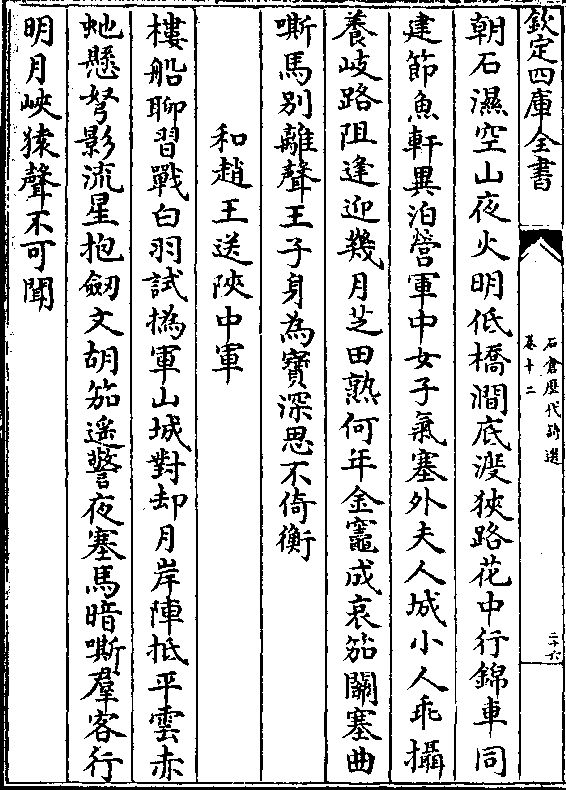 欽定四庫全書
石倉歷代詩選
卷十二
二十六
朝石濕空山夜火明低橋澗底渡狹路花中行錦車同
建節魚軒異泊營軍中女子氣塞外夫人城小人乖攝
養岐路阻逢迎幾月芝田熟何年金竈成哀笳關塞曲
嘶馬別離聲王子身為寶深思不倚衡
和趙王送陜中軍
樓船聊習戰白羽試撝軍山城對却月岸陣抵平雲赤
虵懸弩影流星抱劒文胡笳遥警夜塞馬暗嘶羣客行
明月峽猿聲不可聞